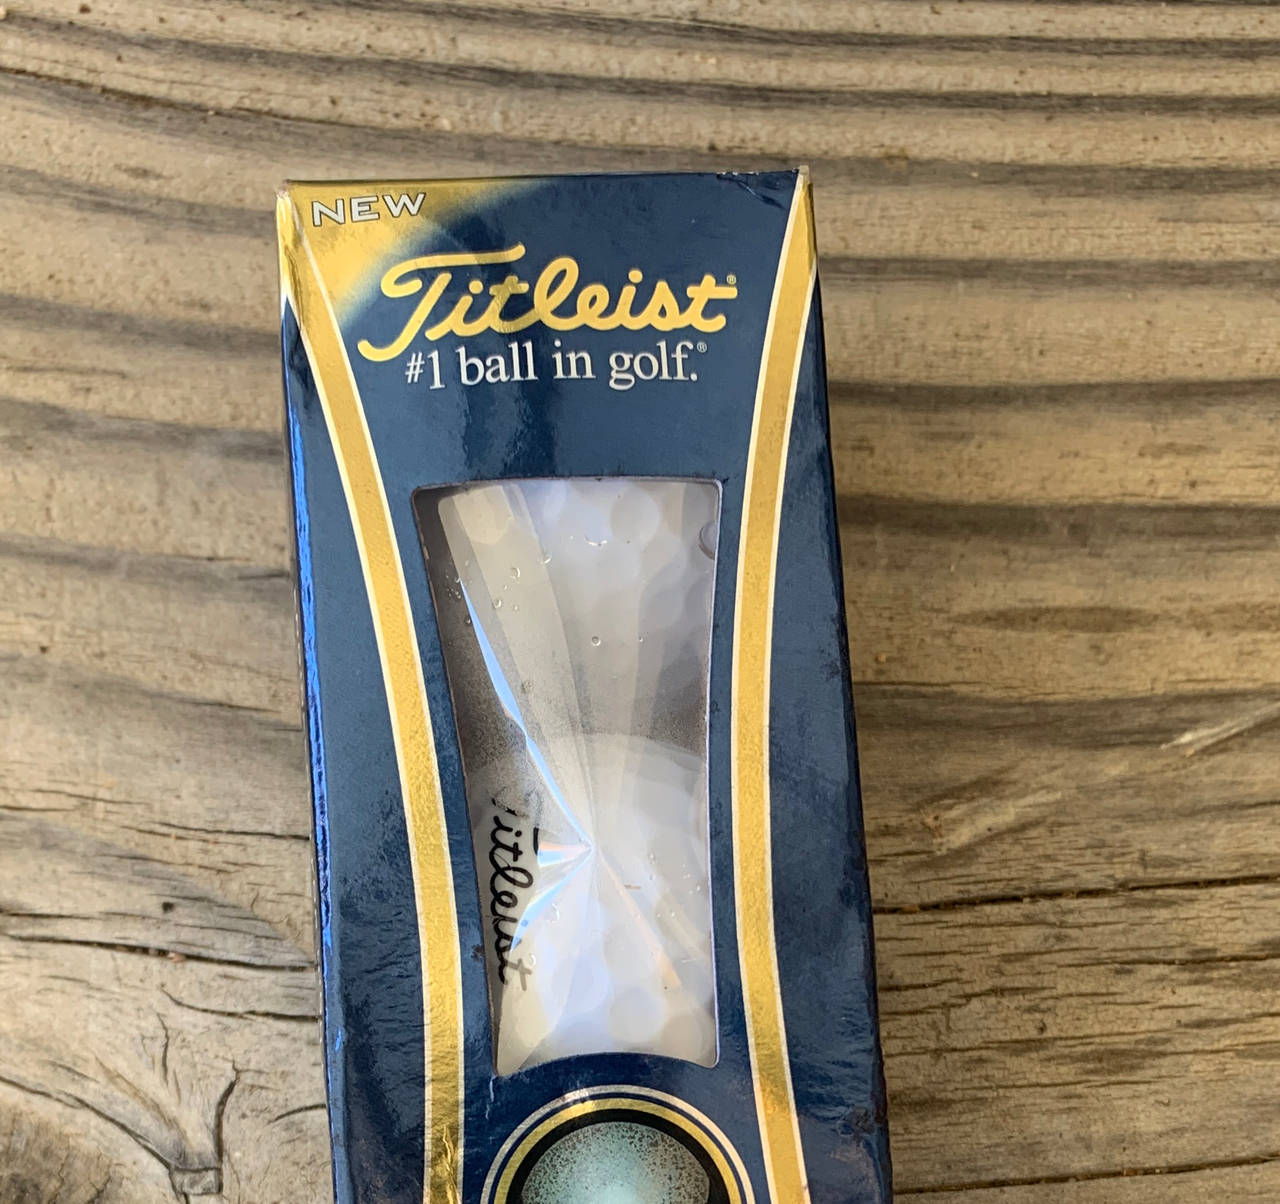 NEW
Titleist®
#1 ball in golf.®
Titleist